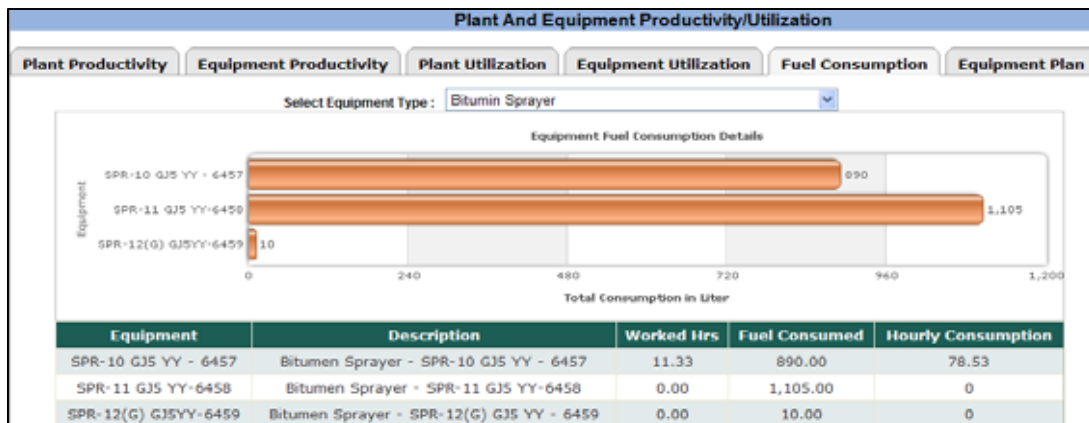 Plant And Equipment Productivity/Utilization
Plant Productivity Equipment Productivity Plant Utilization Equipment Utilization Fuel Consumption Equipment Plan
Select Equipment Type : Bitumin Sprayer
Equipment Fuel Consumption Details
Equipment
SPR-10 GJ5 YY - 6457 890
SPR-11 GJ5 YY-6458 1,105
SPR-12(G) GJ5YY-6459 10
0 240 480 720 960 1,200
Total Consumption in Liter
Equipment Description Worked Hrs Fuel Consumed Hourly Consumption
SPR-10 GJ5 YY - 6457 Bitumen Sprayer - SPR-10 GJ5 YY - 6457 11.33 890.00 78.53
SPR-11 GJ5 YY-6458 Bitumen Sprayer - SPR-11 GJ5 YY-6458 0.00 1,105.00 0
SPR-12(G) GJ5YY-6459 Bitumen Sprayer - SPR-12(G) GJ5 YY - 6459 0.00 10.00 0